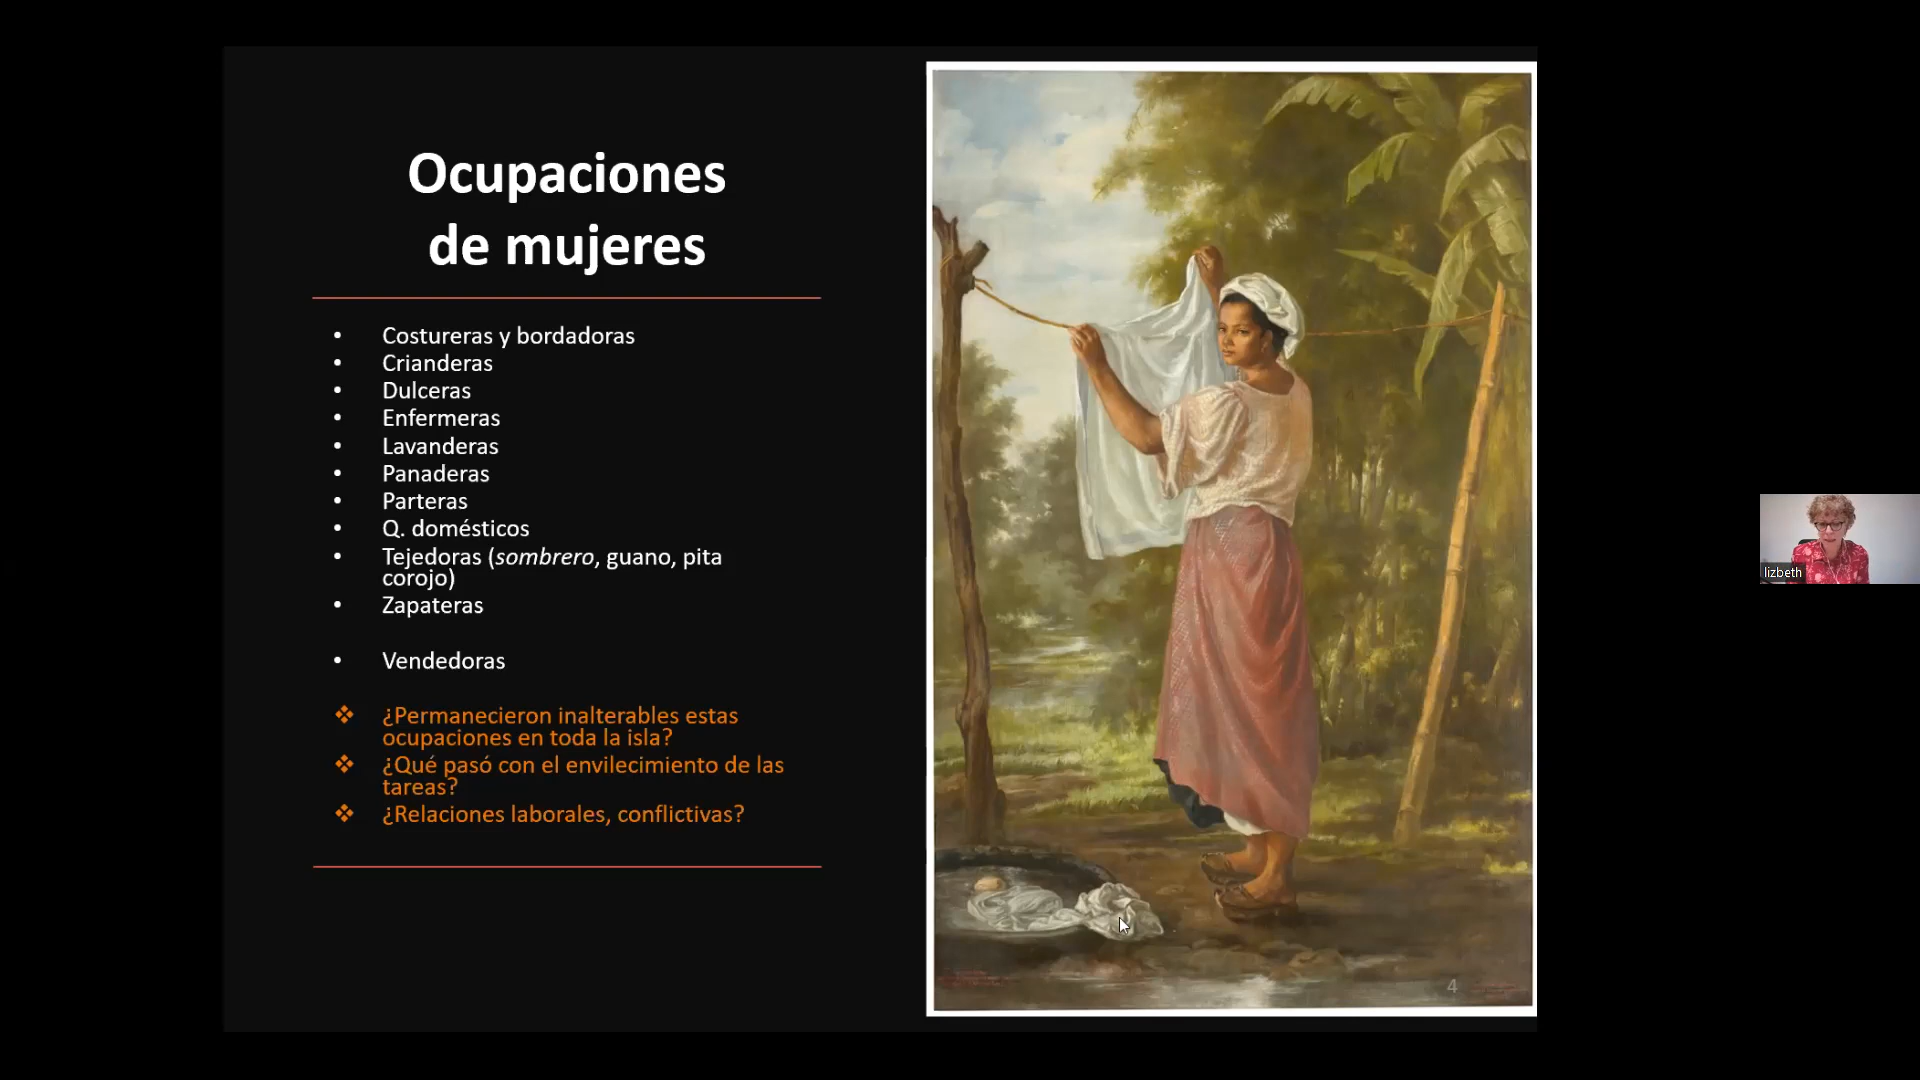 Ocupaciones
de mujeres
• Costureras y bordadoras
• Crianderas
• Dulceras
• Enfermeras
• Lavanderas
• Panaderas
• Parteras
• Q. domésticos
• Tejedoras (sombrero, guano, pita
corojo)
• Zapateras
• Vendedoras
❖ ¿Permanecieron inalterables estas
ocupaciones en toda la isla?
❖ ¿Qué pasó con el envilecimiento de las
tareas?
❖ ¿Relaciones laborales, conflictivas?
4
lizbeth